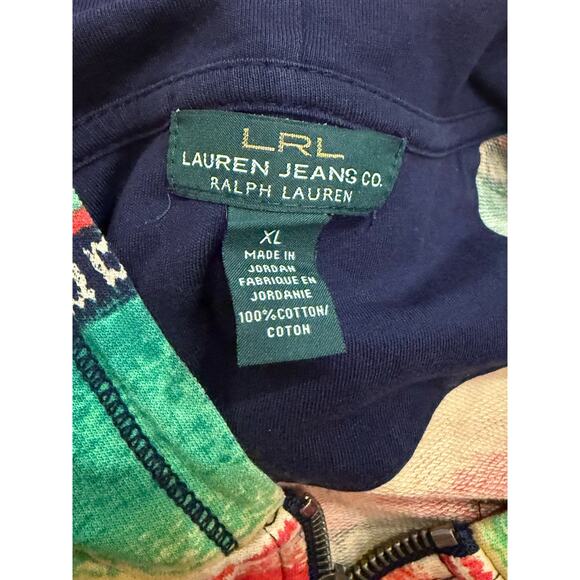 LRL
LAUREN JEANS CO.
RALPH LAUREN
XL
MADE IN
JORDAN
FABRIQUE EN
JORDANIE
100% COTTON/
COTON